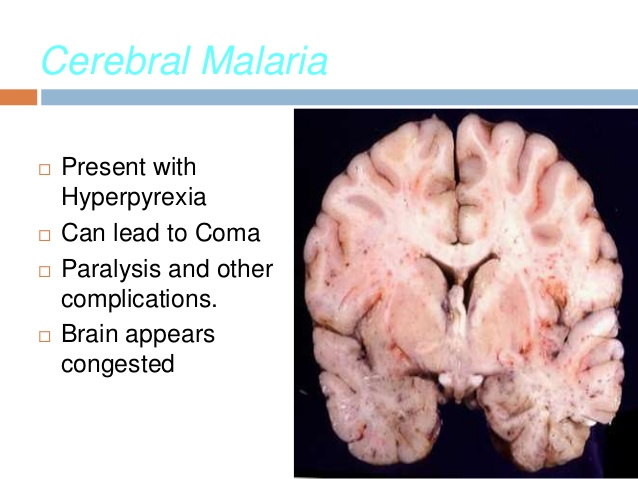 Cerebral Malaria
Present with
Hyperpyrexia
Can lead to Coma
Paralysis and other
complications.
Brain appears
congested